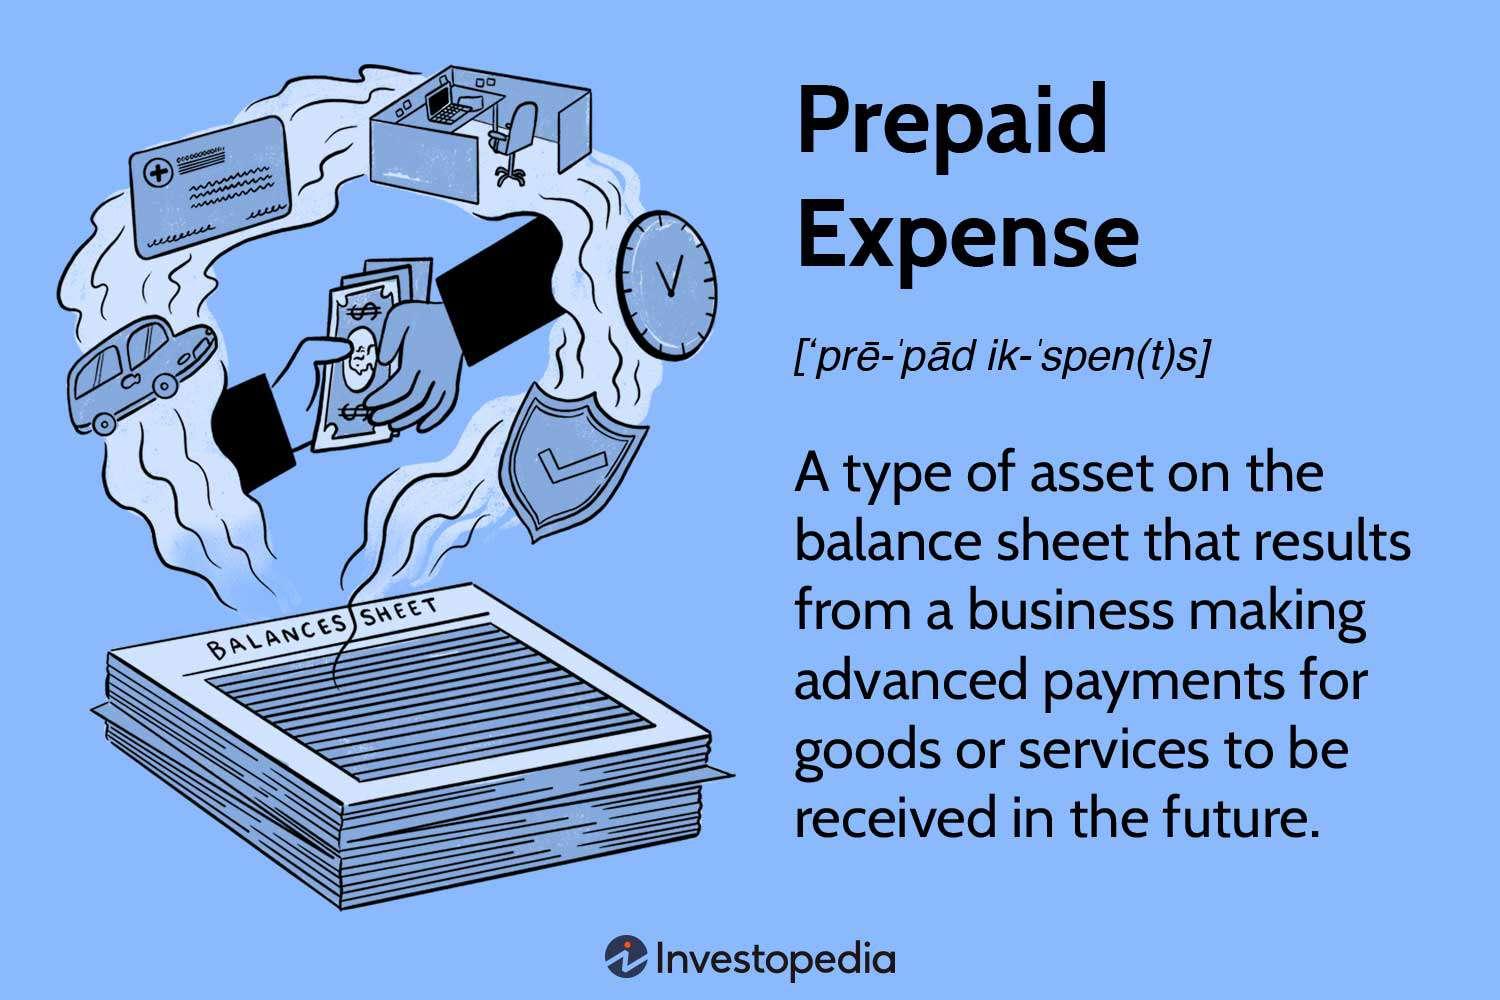 Prepaid
Expense
[ˈprē-ˈpād ik-ˈspen(t)s]
A type of asset on the
balance sheet that results
from a business making
advanced payments for
goods or services to be
received in the future.
BALANCES SHEET
Investopedia